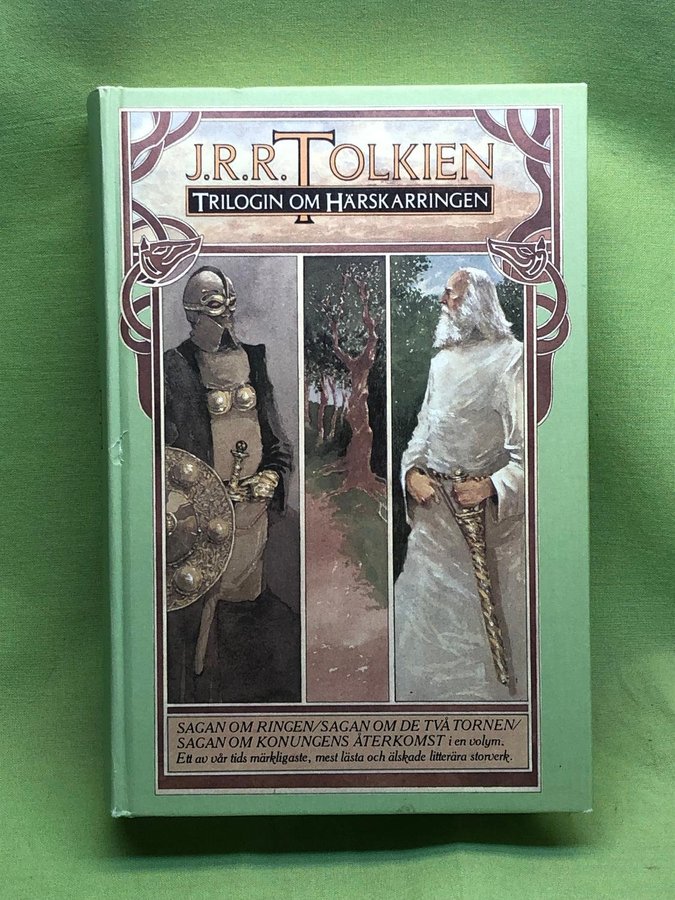 J.R.R. TOLKIEN
TRILOGIN OM HÄRSKARRINGEN
SAGAN OM RINGEN/SAGAN OM DE TVÅ TORNEN/
SAGAN OM KONUNGENS ÅTERKOMST i en volym.
Ett av vår tids märkligaste, mest lästa och älskade litterära storverk.